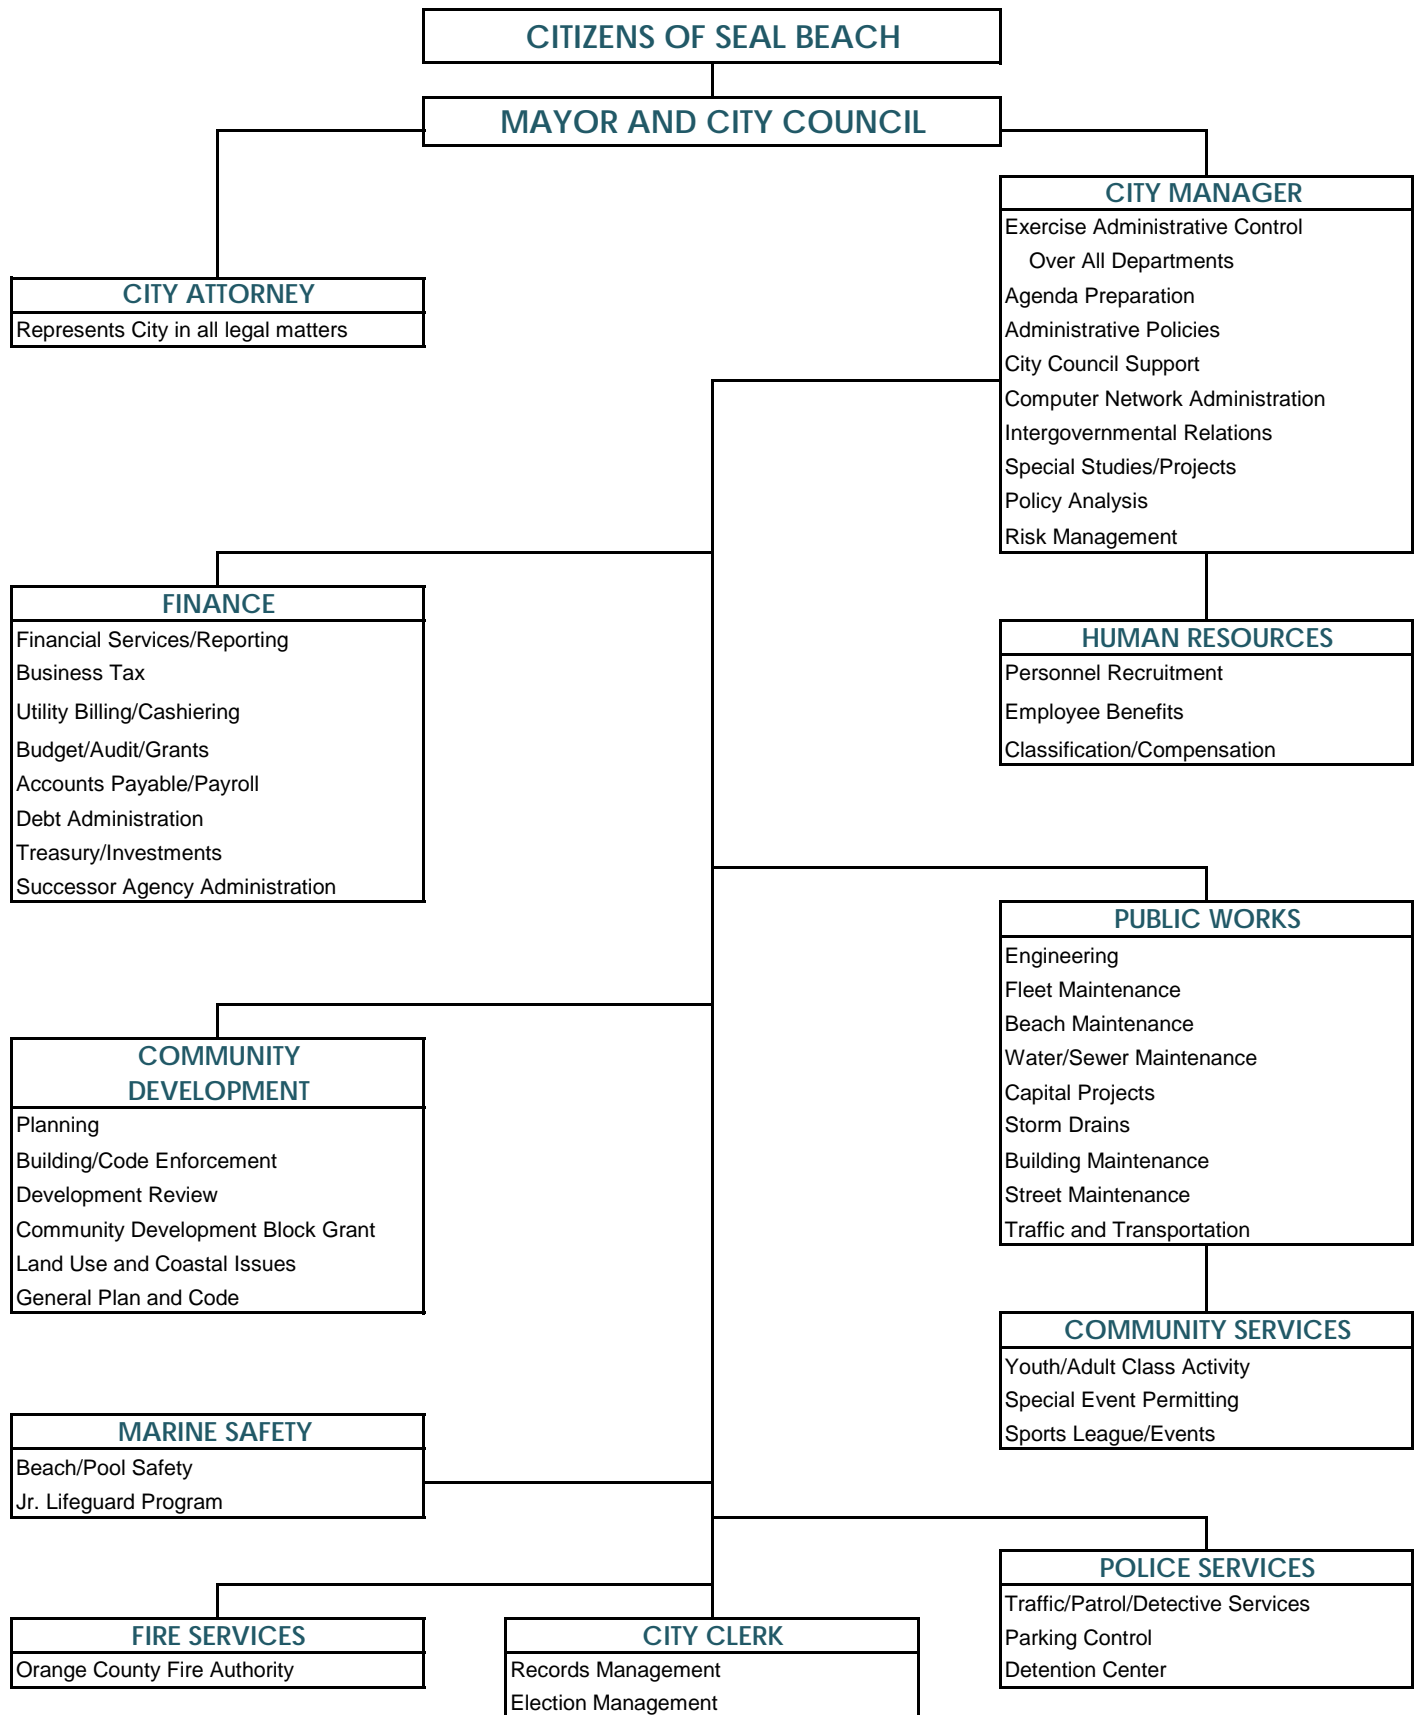 CITIZENS OF SEAL BEACH
MAYOR AND CITY COUNCIL
CITY MANAGER
Exercise Administrative Control
Over All Departments
Agenda Preparation
Administrative Policies
City Council Support
Computer Network Administration
Intergovernmental Relations
Special Studies/Projects
Policy Analysis
Risk Management
CITY ATTORNEY
Represents City in all legal matters
FINANCE
Financial Services/Reporting
Business Tax
Utility Billing/Cashiering
Budget/Audit/Grants
Accounts Payable/Payroll
Debt Administration
Treasury/Investments
Successor Agency Administration
HUMAN RESOURCES
Personnel Recruitment
Employee Benefits
Classification/Compensation
PUBLIC WORKS
Engineering
Fleet Maintenance
Beach Maintenance
Water/Sewer Maintenance
Capital Projects
Storm Drains
Building Maintenance
Street Maintenance
Traffic and Transportation
COMMUNITY
DEVELOPMENT
Planning
Building/Code Enforcement
Development Review
Community Development Block Grant
Land Use and Coastal Issues
General Plan and Code
COMMUNITY SERVICES
Youth/Adult Class Activity
Special Event Permitting
Sports League/Events
MARINE SAFETY
Beach/Pool Safety
Jr. Lifeguard Program
POLICE SERVICES
Traffic/Patrol/Detective Services
Parking Control
Detention Center
FIRE SERVICES
Orange County Fire Authority
CITY CLERK
Records Management
Election Management